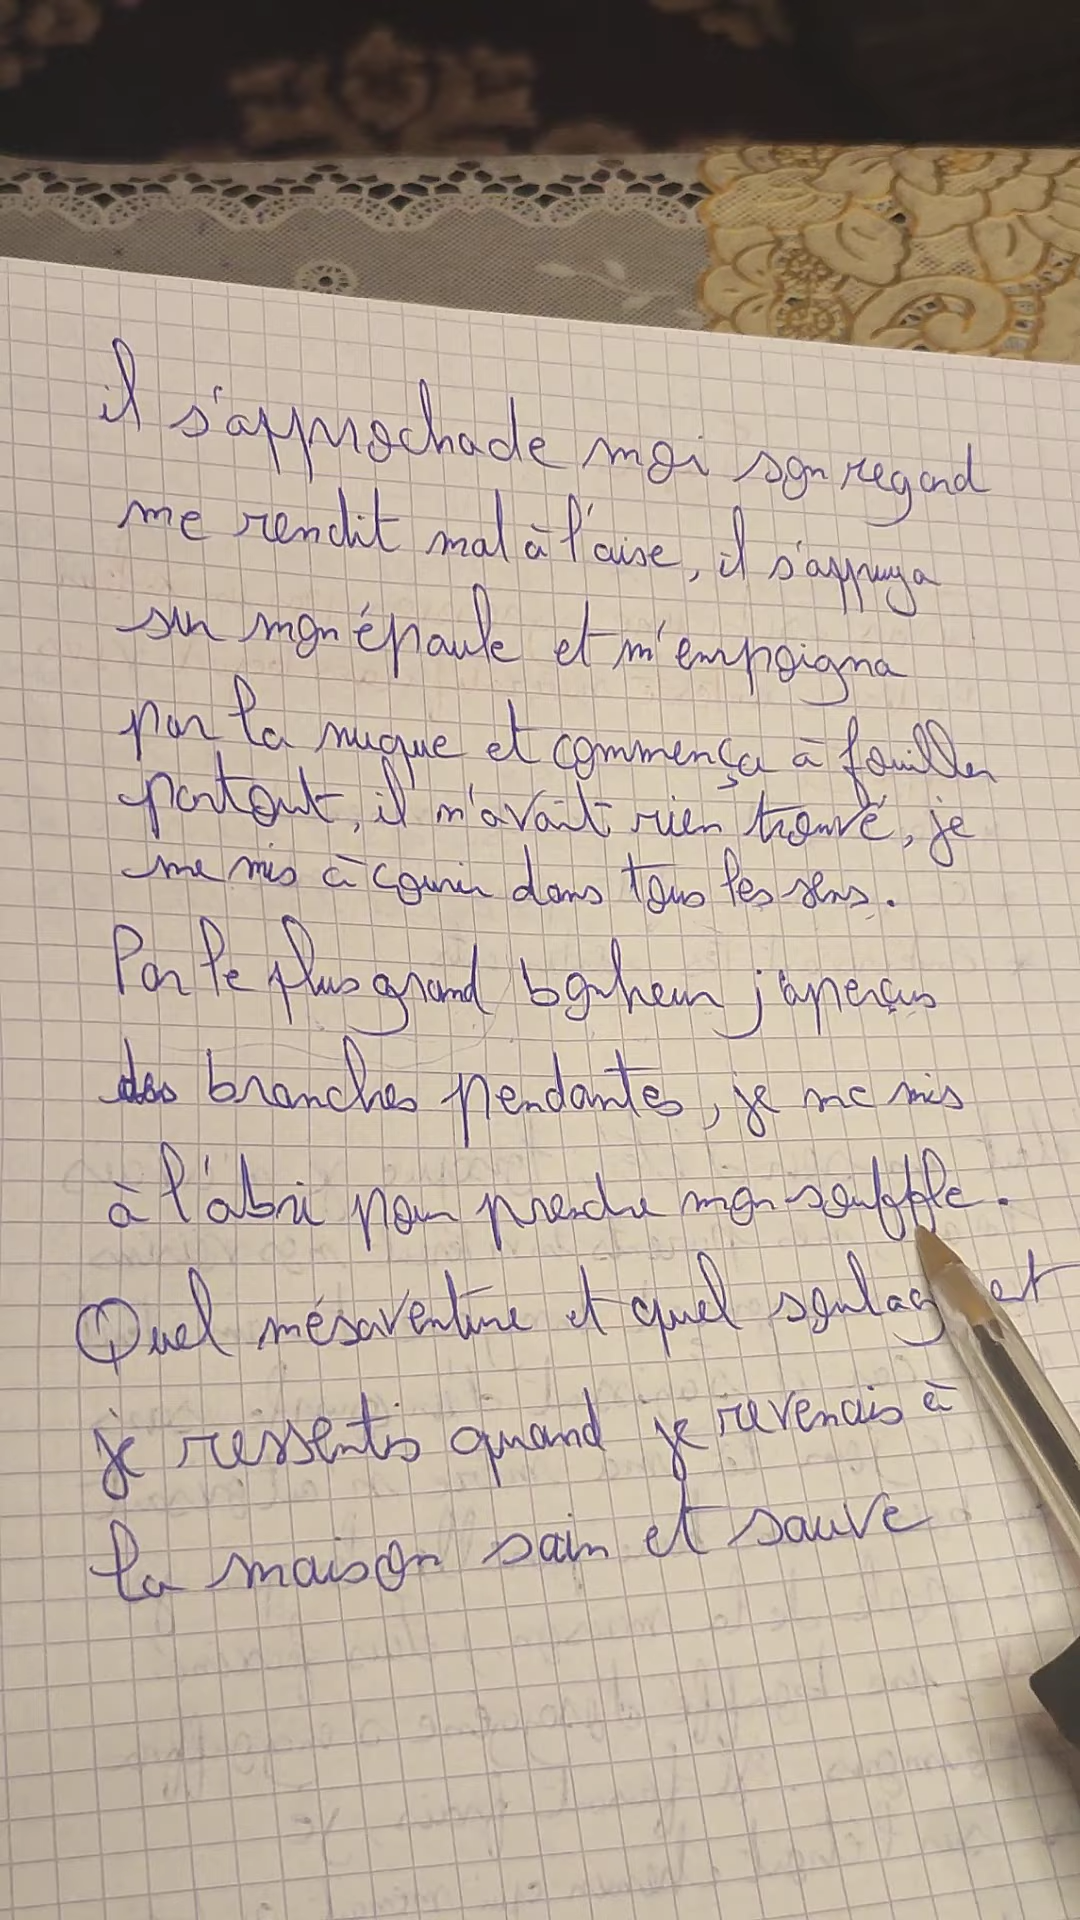 il s'approchade moi son regard
me rendit mal à l'aise, il s'appuya
sur mon épaule et m'empoigna
par la nuque et commença à fouiller
partout, il n'avait rien trouvé, je
me mis à courir dans tous les sens.
Par le plus grand bonheur j'aperçus
des branches pendantes, je me mis
à l'abri pour prendre mon souffle.
Quel mésaventure et quel soulag et
je ressentis quand je revenais à
la maison sain et sauve